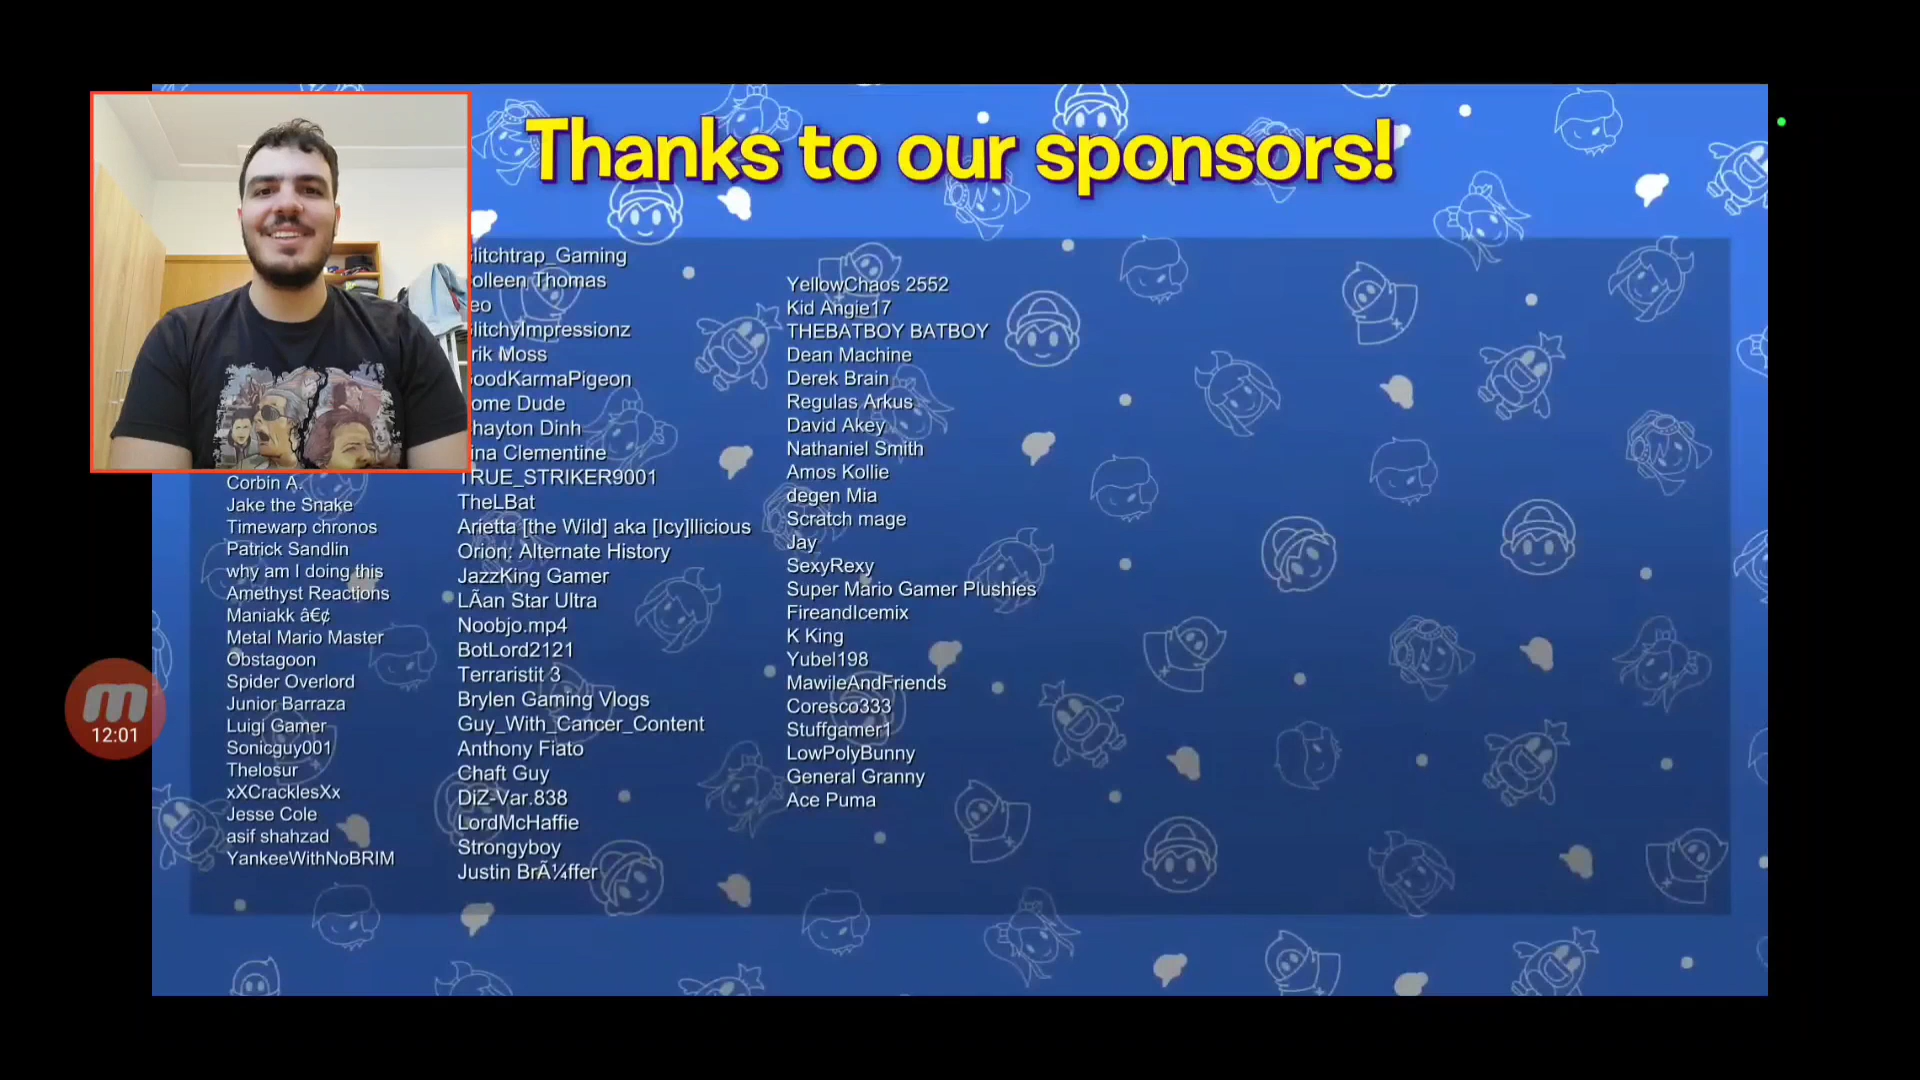 Thanks to our sponsors!
Corbin A.
Jake the Snake
Timewarp chronos
Patrick Sandlin
why am I doing this
Amethyst Reactions
Maniakk â€¢
Metal Mario Master
Obstagoon
Spider Overlord
Junior Barraza
Luigi Gamer
Sonicguy001
Thelosur
xXCracklesXx
Jesse Cole
asif shahzad
YankeeWithNoBRIM
litchtrap_Gaming
olleen Thomas
eo
litchyImpressionz
rik Moss
oodKarmaPigeon
ome Dude
hayton Dinh
ina Clementine
TRUE_STRIKER9001
TheLBat
Arietta [the Wild] aka [Icy]llicious
Orion: Alternate History
JazzKing Gamer
LÃan Star Ultra
Noobjo.mp4
BotLord2121
Terraristit 3
Brylen Gaming Vlogs
Guy_With_Cancer_Content
Anthony Fiato
Chaft Guy
DiZ-Var.838
LordMcHaffie
Strongyboy
Justin BrÃ¼ffer
YellowChaos 2552
Kid Angie17
THEBATBOY BATBOY
Dean Machine
Derek Brain
Regulas Arkus
David Akey
Nathaniel Smith
Amos Kollie
degen Mia
Scratch mage
Jay
SexyRexy
Super Mario Gamer Plushies
FireandIcemix
K King
Yubel198
MawileAndFriends
Coresco333
Stuffgamer1
LowPolyBunny
General Granny
Ace Puma
12:01